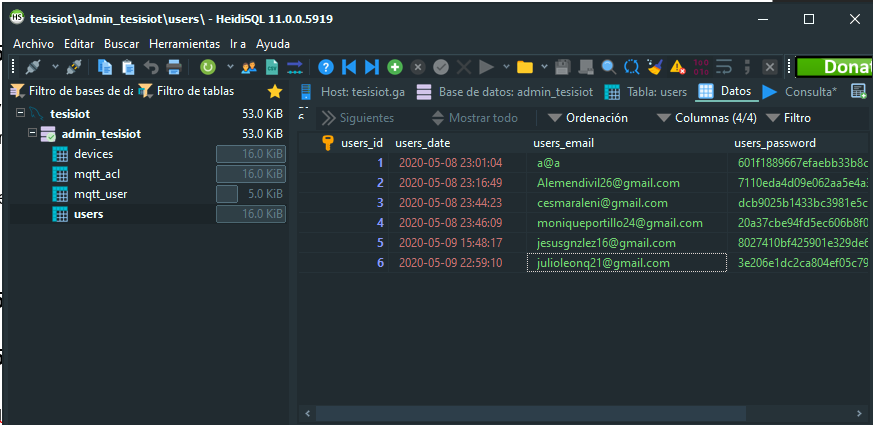 HS tesisiot\admin_tesisiot\users\ - HeidiSQL 11.0.0.5919
Archivo Editar Buscar Herramientas Ir a Ayuda
Donat
Filtro de bases de da Filtro de tablas
Host: tesisiot.ga Base de datos: admin_tesisiot Tabla: users Datos Consulta*
tesisiot 53.0 KiB
admin_tesisiot 53.0 KiB
devices 16.0 KiB
mqtt_acl 16.0 KiB
mqtt_user 5.0 KiB
users 16.0 KiB
6 Siguientes Mostrar todo Ordenación Columnas (4/4) Filtro
users_id users_date users_email users_password
1 2020-05-08 23:01:04 a@a 601f1889667efaebb33b8c
2 2020-05-08 23:16:49 Alemendivil26@gmail.com 7110eda4d09e062aa5e4a3
3 2020-05-08 23:44:23 cesmaraleni@gmail.com dcb9025b1433bc3981e5c
4 2020-05-08 23:46:09 moniqueportillo24@gmail.com 20a37cbe94fd5ec606b8f0
5 2020-05-09 15:48:17 jesusgnzlez16@gmail.com 8027410bf425901e329de6
6 2020-05-09 22:59:10 julioleonq21@gmail.com 3e206e1dc2ca804ef05c79